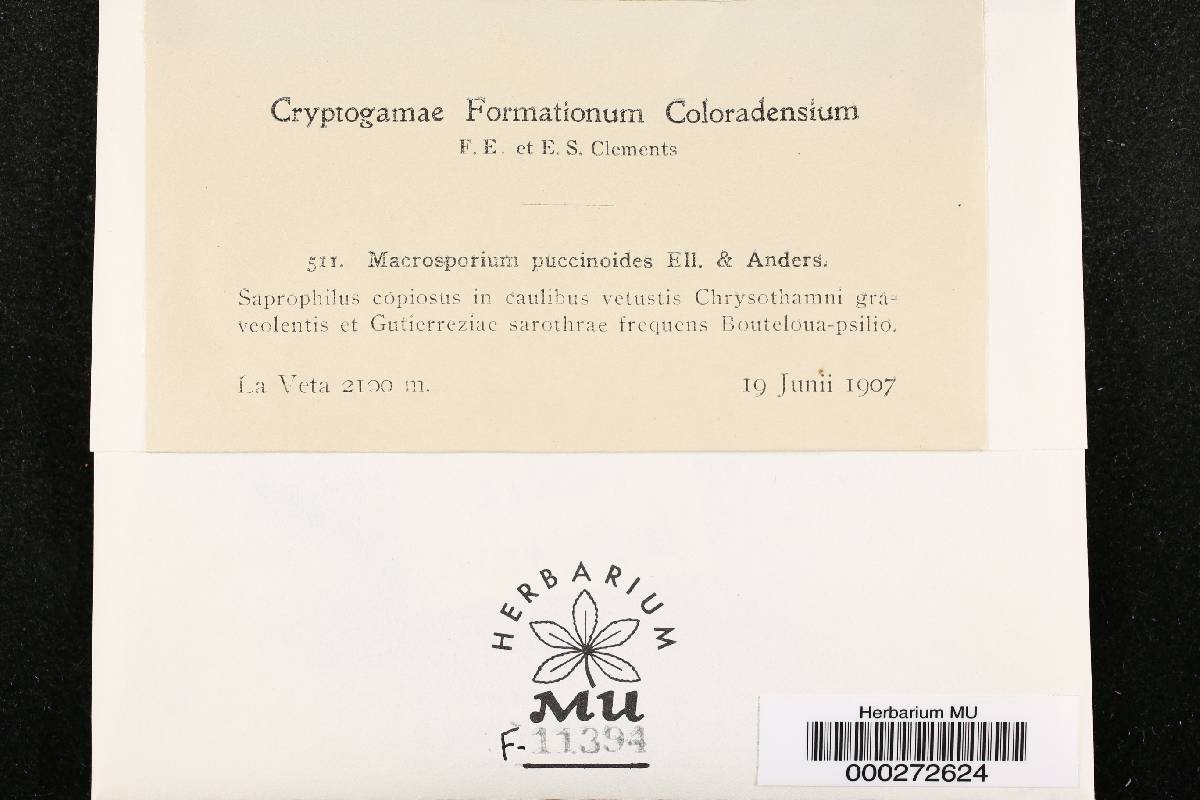 Cryptogamae Formationum Coloradensium
F. E. et E. S. Clements
511. Macrosporium puccinoides Ell. & Anders.
Saprophilus copiosus in caulibus vetustis Chrysothamni gra-
veolentis et Gutierreziae sarothrae frequens Bouteloua-psilio.
La Veta 2100 m. 19 Junii 1907
HERBARIUM
MU
F-11394
Herbarium MU
000272624